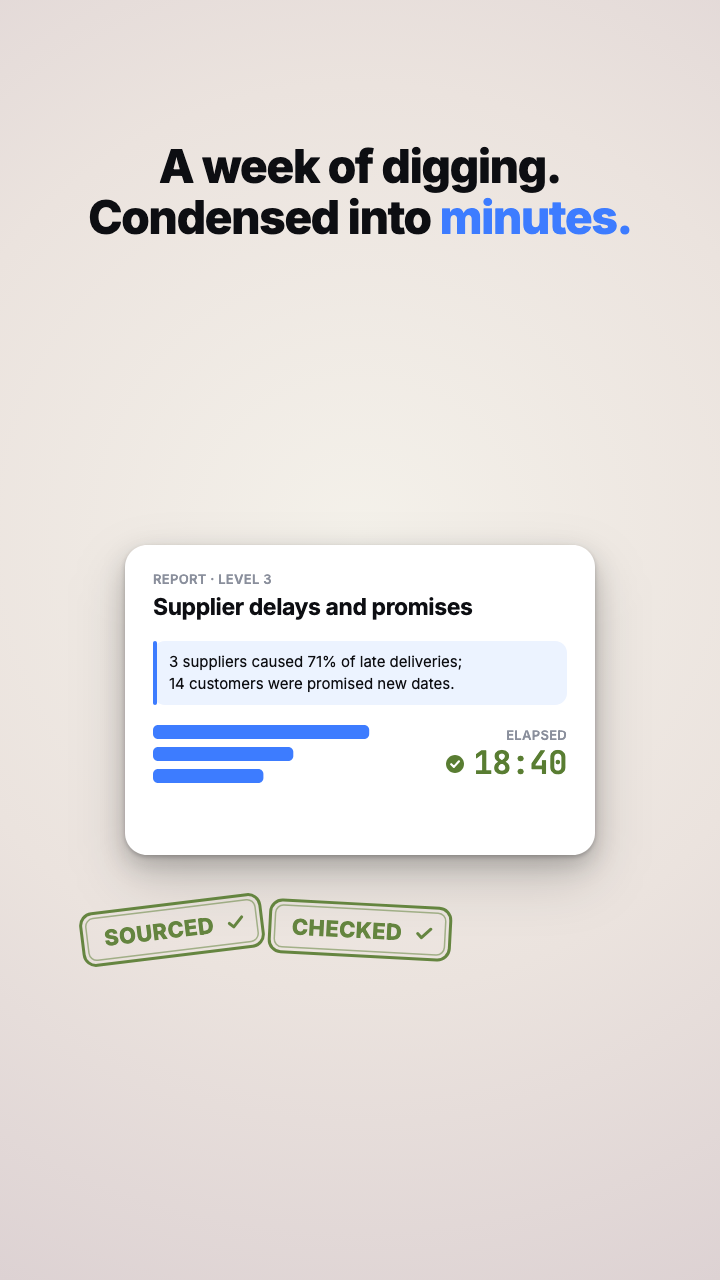 A week of digging.
Condensed into minutes.
REPORT · LEVEL 3
Supplier delays and promises
3 suppliers caused 71% of late deliveries;
14 customers were promised new dates.
ELAPSED
18:40
SOURCED
CHECKED